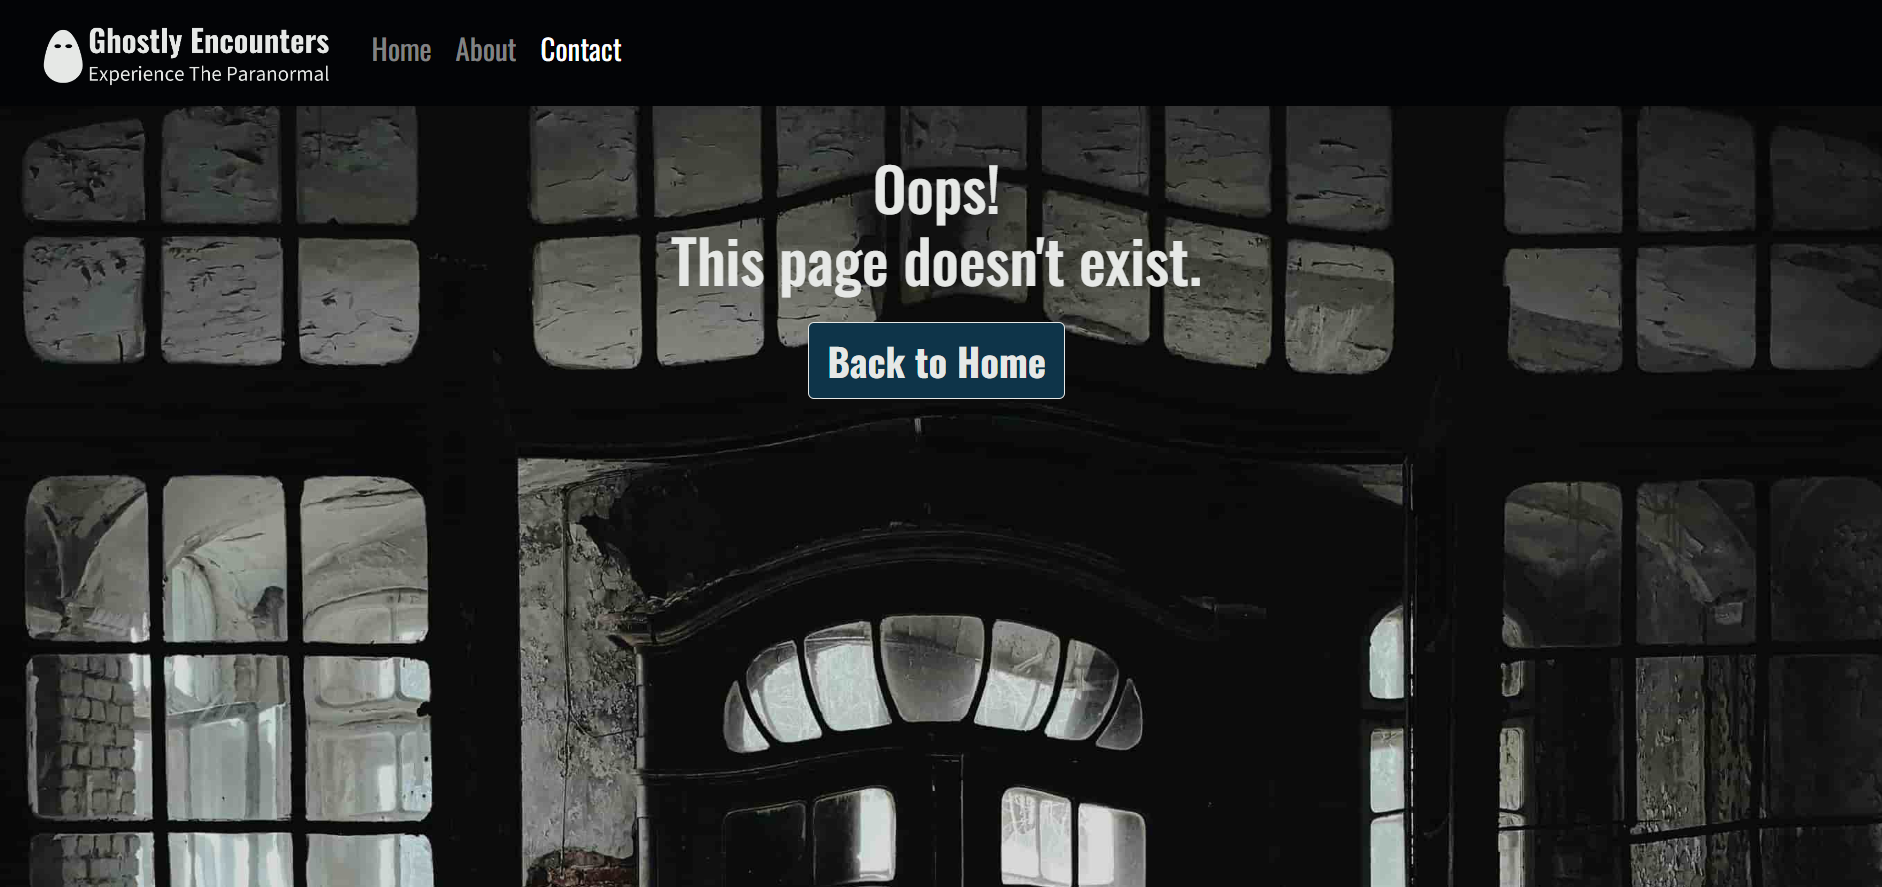 Ghostly Encounters
Experience The Paranormal
Home About Contact
Oops!
This page doesn't exist.
Back to Home